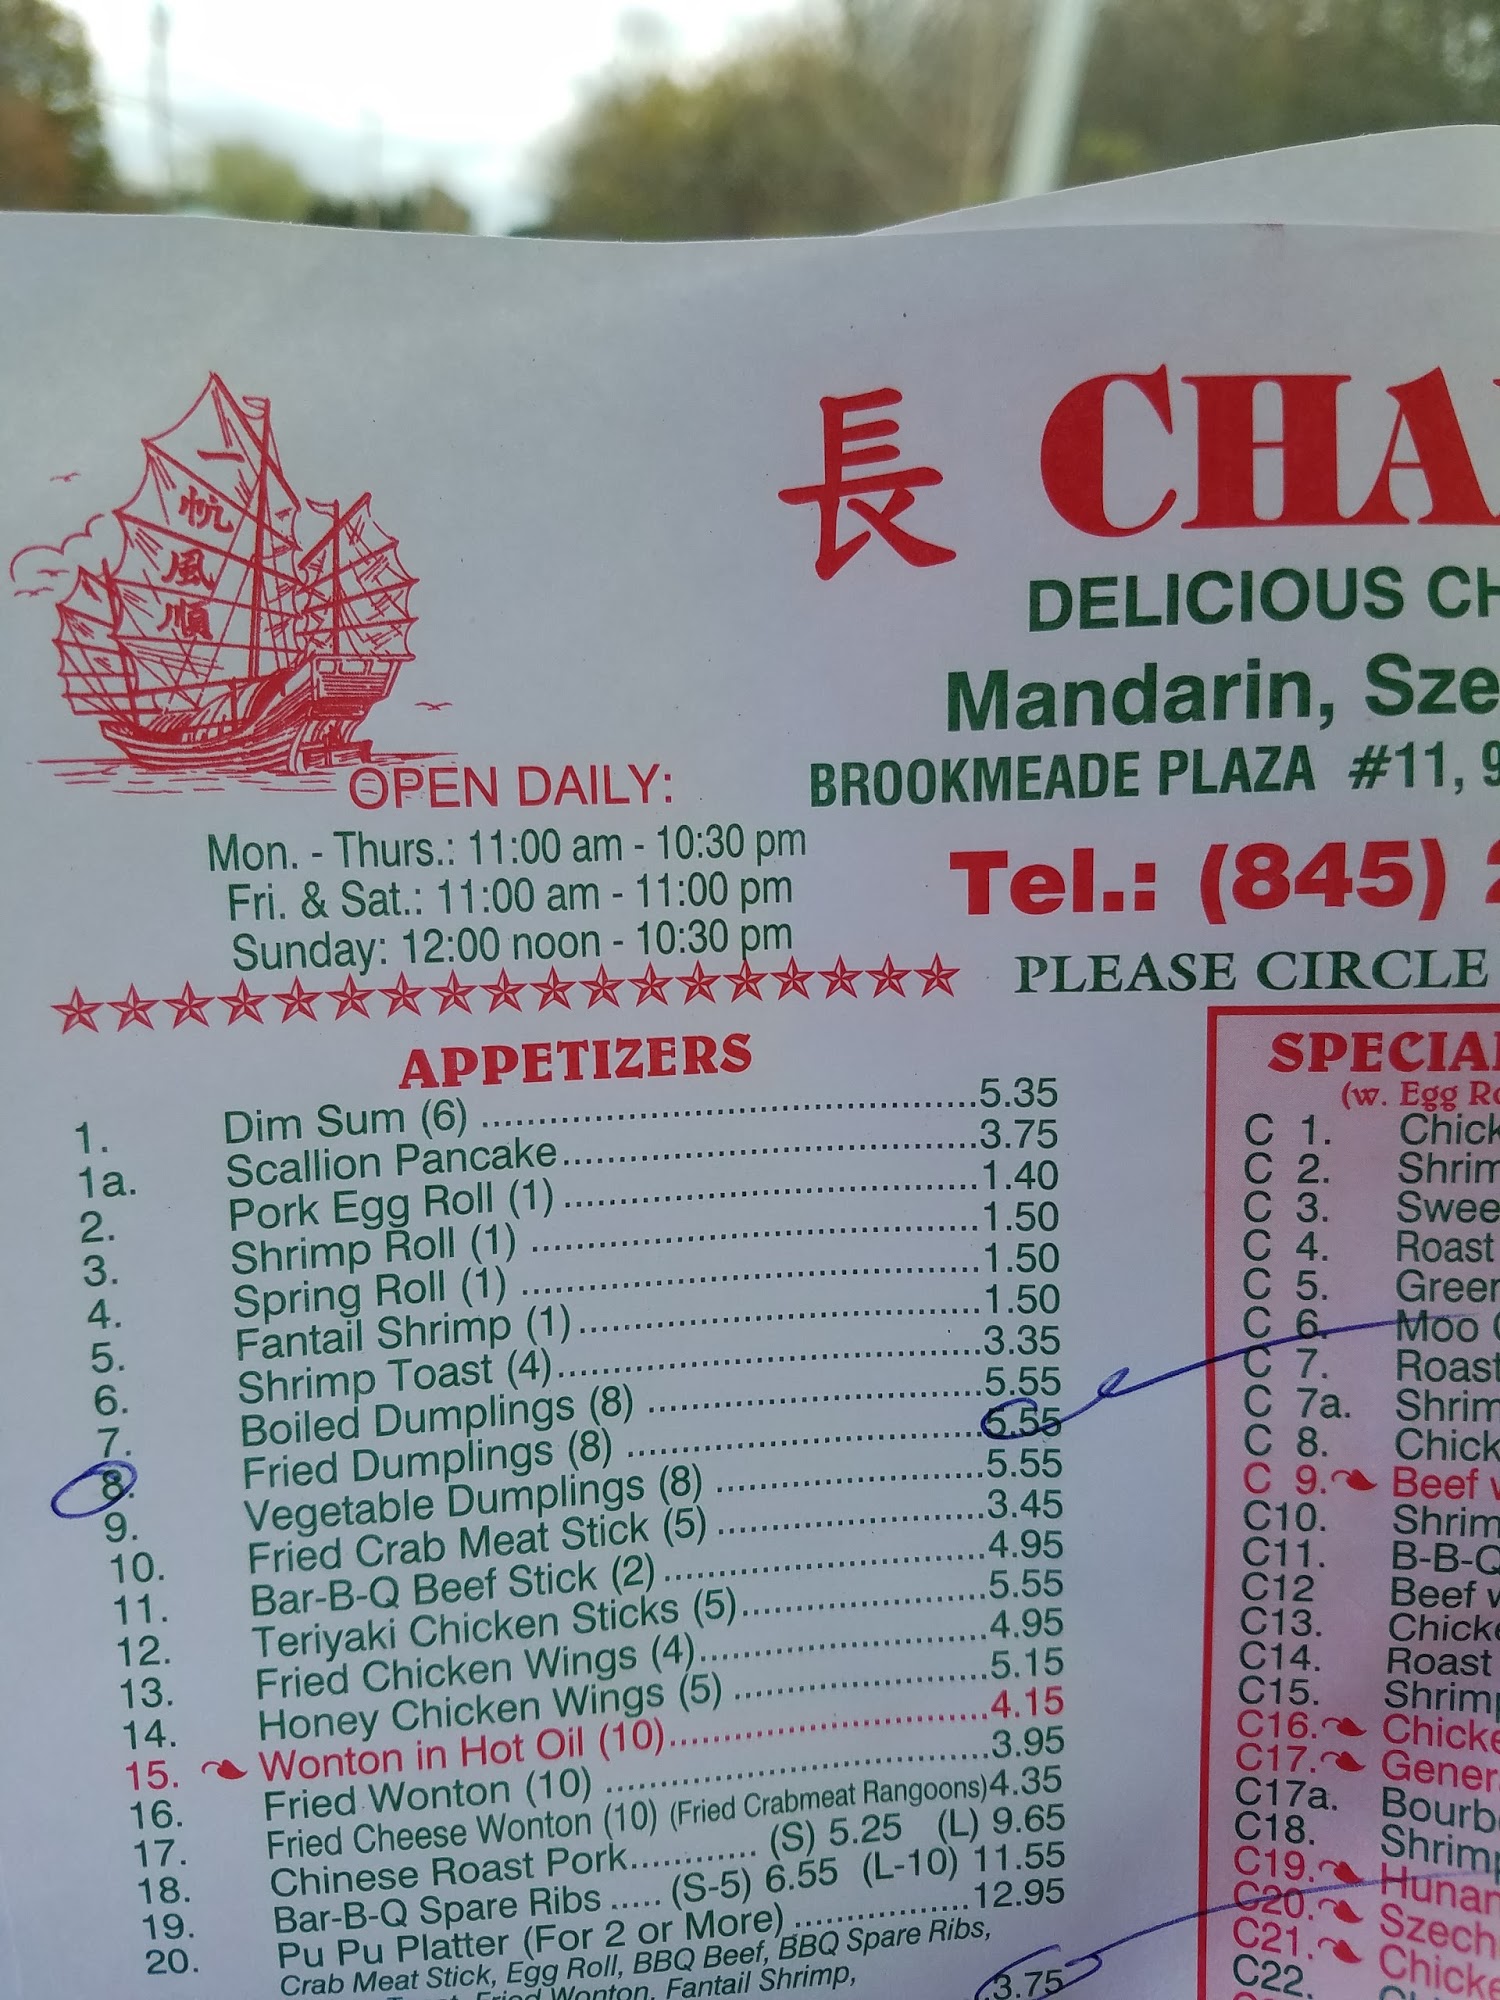 一
帆
風
順
長 CHA
DELICIOUS CH
Mandarin, Sze
BROOKMEADE PLAZA #11, 9
Tel.: (845) 2
PLEASE CIRCLE
OPEN DAILY:
Mon. - Thurs.: 11:00 am - 10:30 pm
Fri. & Sat.: 11:00 am - 11:00 pm
Sunday: 12:00 noon - 10:30 pm
APPETIZERS
1. Dim Sum (6) 5.35
1a. Scallion Pancake 3.75
2. Pork Egg Roll (1) 1.40
3. Shrimp Roll (1) 1.50
4. Spring Roll (1) 1.50
5. Fantail Shrimp (1) 1.50
6. Shrimp Toast (4) 3.35
7. Boiled Dumplings (8) 5.55
8. Fried Dumplings (8) 5.55
9. Vegetable Dumplings (8) 5.55
10. Fried Crab Meat Stick (5) 3.45
11. Bar-B-Q Beef Stick (2) 4.95
12. Teriyaki Chicken Sticks (5) 5.55
13. Fried Chicken Wings (4) 4.95
14. Honey Chicken Wings (5) 5.15
15. Wonton in Hot Oil (10) 4.15
16. Fried Wonton (10) 3.95
17. Fried Cheese Wonton (10) (Fried Crabmeat Rangoons) 4.35
18. Chinese Roast Pork (S) 5.25 (L) 9.65
19. Bar-B-Q Spare Ribs (S-5) 6.55 (L-10) 11.55
20. Pu Pu Platter (For 2 or More) 12.95
Crab Meat Stick, Egg Roll, BBQ Beef, BBQ Spare Ribs,
Fried Wonton, Fantail Shrimp,
3.75
SPECIA
(w. Egg Ro
C 1. Chick
C 2. Shrim
C 3. Swee
C 4. Roast
C 5. Green
C 6. Moo
C 7. Roast
C 7a. Shrim
C 8. Chick
C 9. Beef w
C10. Shrim
C11. B-B-Q
C12 Beef w
C13. Chicke
C14. Roast
C15. Shrimp
C16. Chicke
C17. Gener
C17a. Bourb
C18. Shrimp
C19. Hunan
C20. Szech
C21. Chicke
C22.